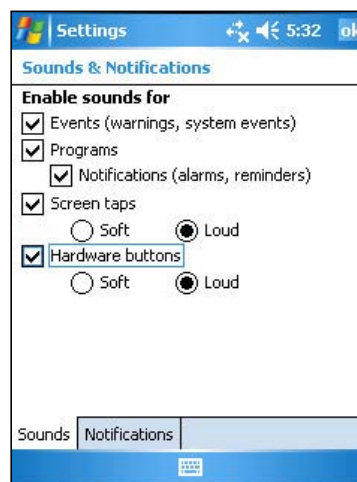 Settings 5:32 ok
Sounds & Notifications
Enable sounds for
Events (warnings, system events)
Programs
Notifications (alarms, reminders)
Screen taps
Soft Loud
Hardware buttons
Soft Loud
Sounds Notifications